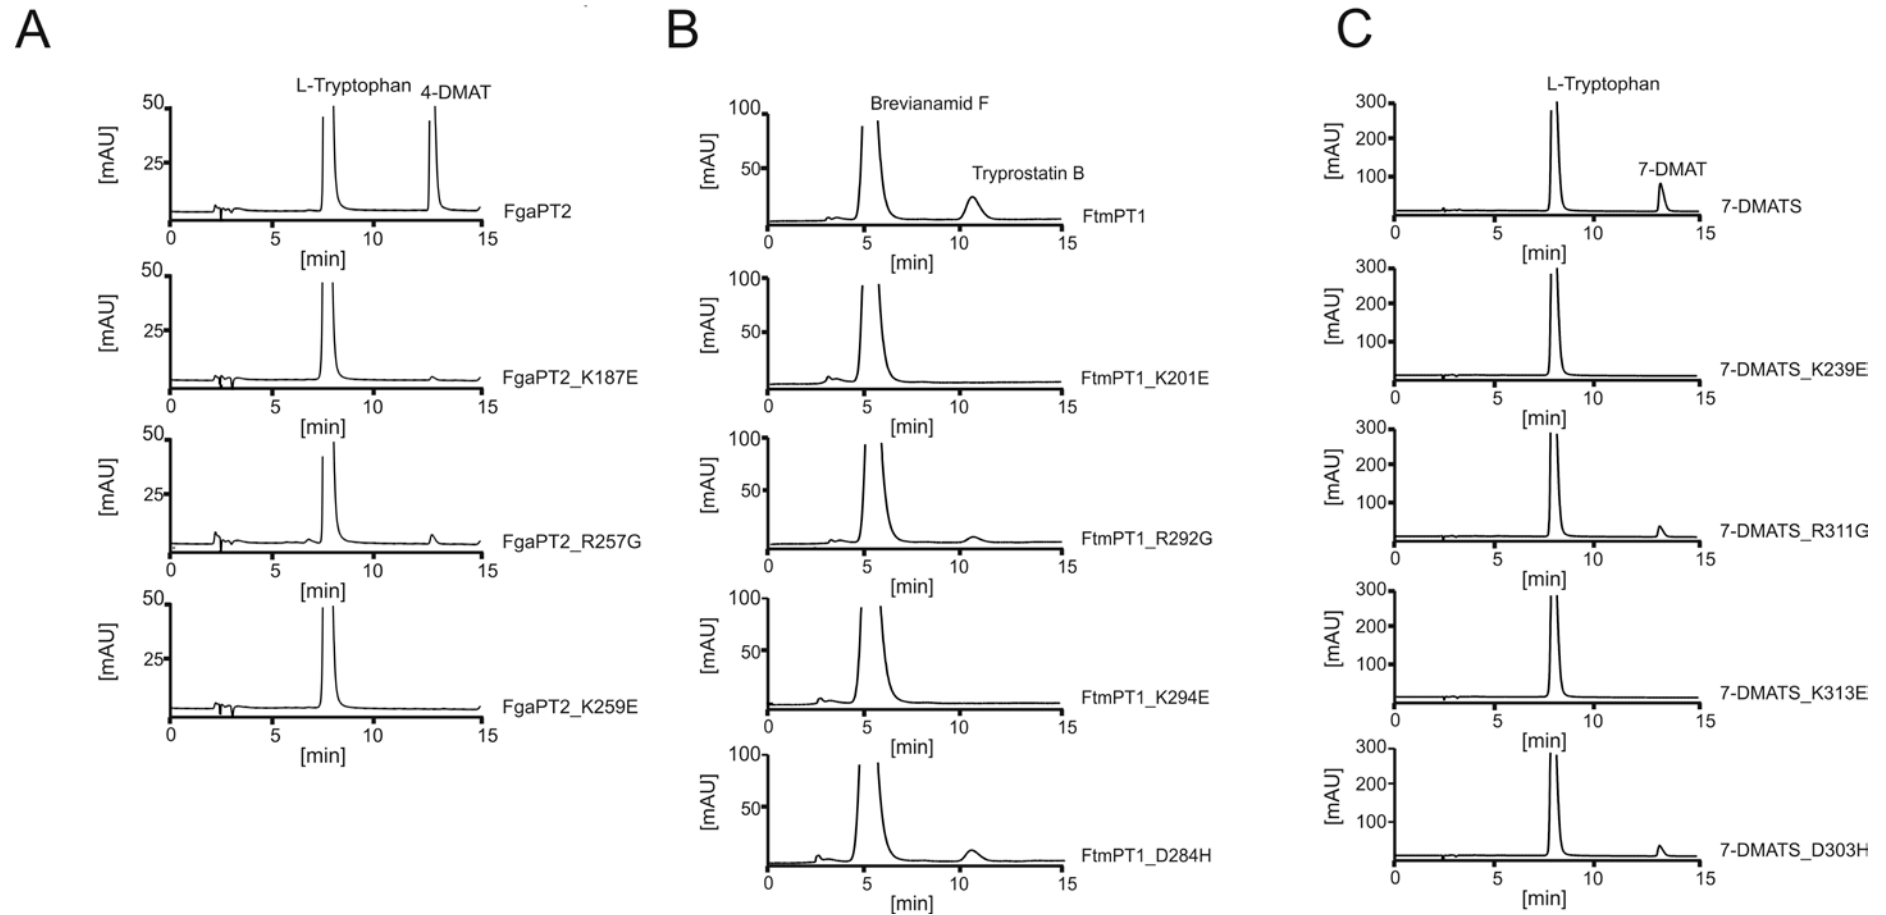 A
L-Tryptophan 4-DMAT
50
25
[mAU]
0 5 10 15
[min]
FgaPT2
50
25
[mAU]
0 5 10 15
[min]
FgaPT2_K187E
50
25
[mAU]
0 5 10 15
[min]
FgaPT2_R257G
50
25
[mAU]
0 5 10 15
[min]
FgaPT2_K259E
B
Brevianamid F
Tryprostatin B
100
50
[mAU]
0 5 10 15
[min]
FtmPT1
100
50
[mAU]
0 5 10 15
[min]
FtmPT1_K201E
100
50
[mAU]
0 5 10 15
[min]
FtmPT1_R292G
100
50
[mAU]
0 5 10 15
[min]
FtmPT1_K294E
100
50
[mAU]
0 5 10 15
[min]
FtmPT1_D284H
C
L-Tryptophan
7-DMAT
300
200
100
[mAU]
0 5 10 15
[min]
7-DMATS
300
200
100
[mAU]
0 5 10 15
[min]
7-DMATS_K239E
300
200
100
[mAU]
0 5 10 15
[min]
7-DMATS_R311G
300
200
100
[mAU]
0 5 10 15
[min]
7-DMATS_K313E
300
200
100
[mAU]
0 5 10 15
[min]
7-DMATS_D303H